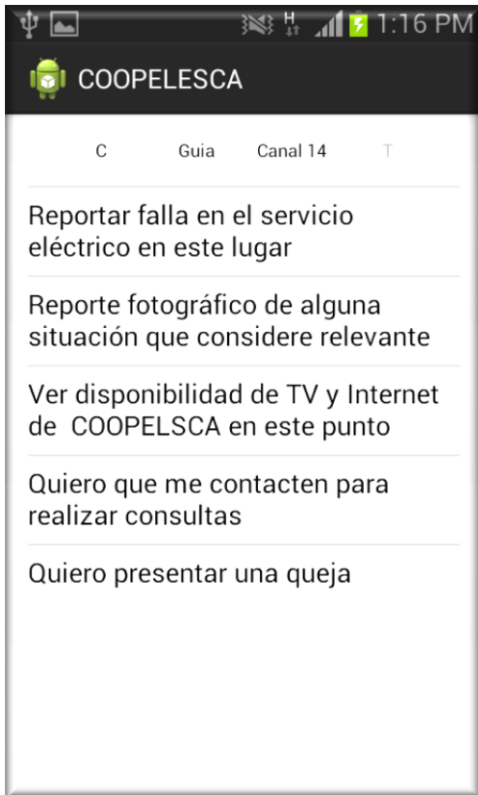 H 1:16 PM
COOPELESCA
C Guia Canal 14 T
Reportar falla en el servicio
eléctrico en este lugar
Reporte fotográfico de alguna
situación que considere relevante
Ver disponibilidad de TV y Internet
de COOPELSCA en este punto
Quiero que me contacten para
realizar consultas
Quiero presentar una queja